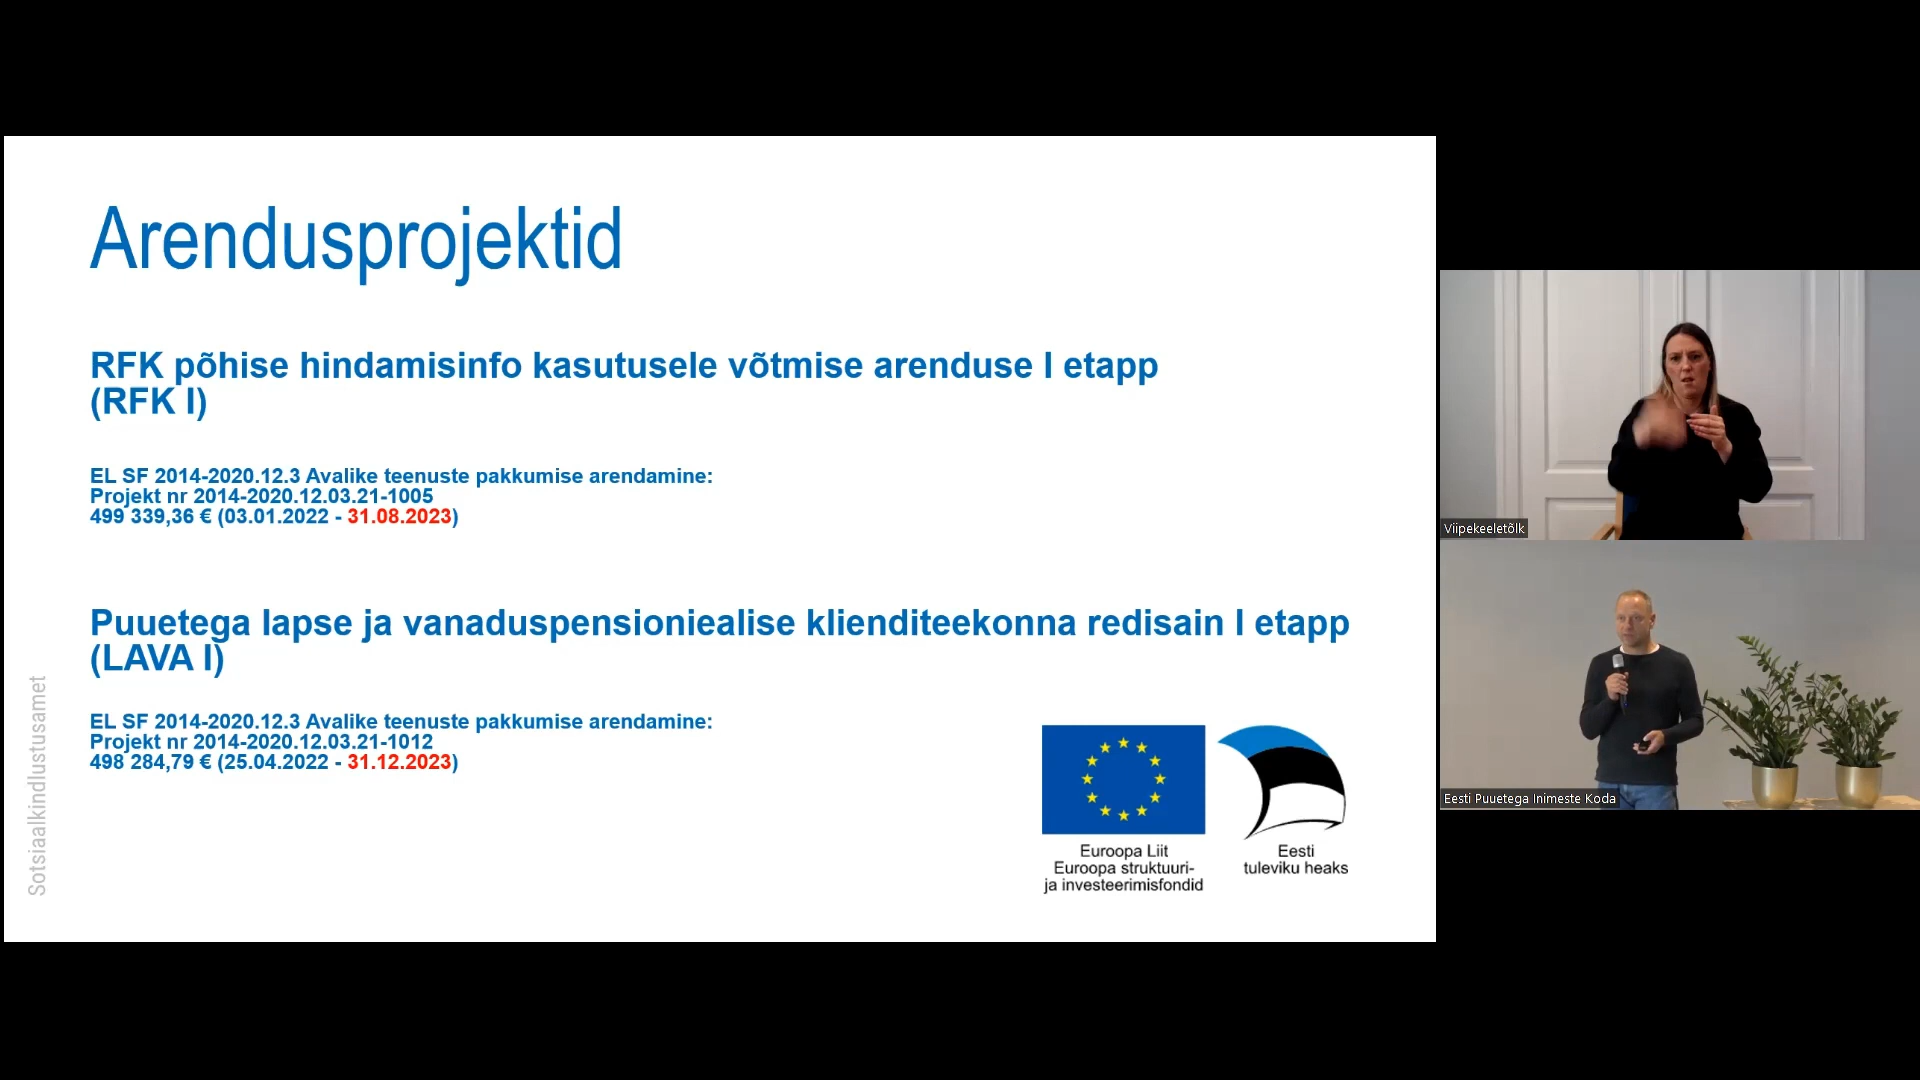 Arendusprojektid
RFK põhise hindamisinfo kasutusele võtmise arenduse I etapp
(RFK I)
EL SF 2014-2020.12.3 Avalike teenuste pakkumise arendamine:
Projekt nr 2014-2020.12.03.21-1005
499 339,36 € (03.01.2022 - 31.08.2023)
Puuetega lapse ja vanaduspensioniealise klienditeekonna redisain I etapp
(LAVA I)
EL SF 2014-2020.12.3 Avalike teenuste pakkumise arendamine:
Projekt nr 2014-2020.12.03.21-1012
498 284,79 € (25.04.2022 - 31.12.2023)
Sotsiaalkindlustusamet
Euroopa Liit
Euroopa struktuuri-
ja investeerimisfondid
Eesti
tuleviku heaks
Viipekeeletõlk
Eesti Puuetega Inimeste Koda